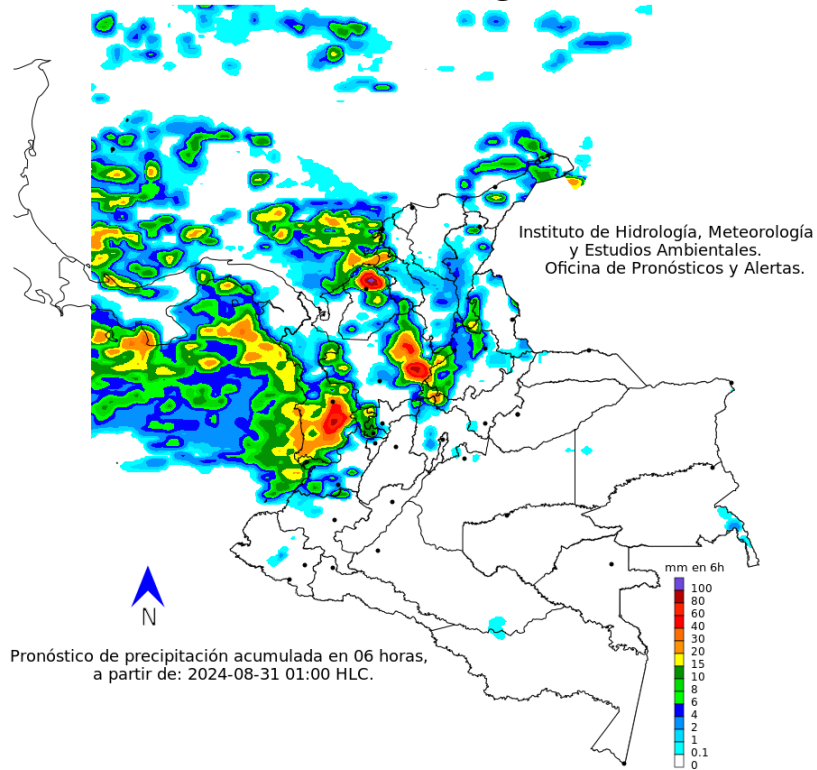 Instituto de Hidrología, Meteorología
y Estudios Ambientales.
Oficina de Pronósticos y Alertas.
mm en 6h
100
80
60
40
30
20
15
10
8
6
4
2
1
0.1
0
N
Pronóstico de precipitación acumulada en 06 horas,
a partir de: 2024-08-31 01:00 HLC.